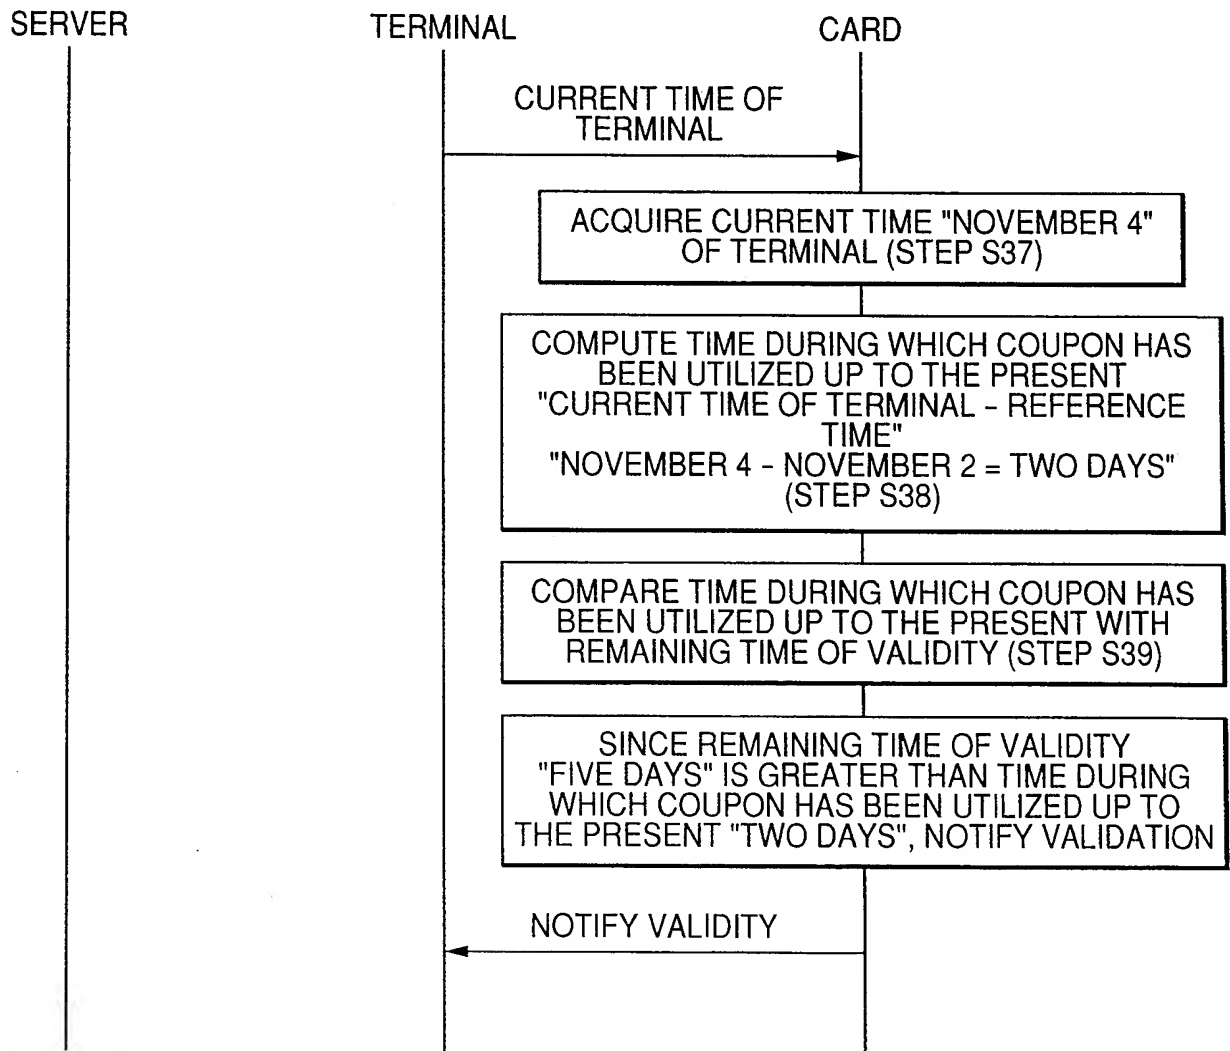 SERVER
TERMINAL
CARD
CURRENT TIME OF
TERMINAL
ACQUIRE CURRENT TIME "NOVEMBER 4"
OF TERMINAL (STEP S37)
COMPUTE TIME DURING WHICH COUPON HAS
BEEN UTILIZED UP TO THE PRESENT
"CURRENT TIME OF TERMINAL – REFERENCE
TIME"
"NOVEMBER 4 – NOVEMBER 2 = TWO DAYS"
(STEP S38)
COMPARE TIME DURING WHICH COUPON HAS
BEEN UTILIZED UP TO THE PRESENT WITH
REMAINING TIME OF VALIDITY (STEP S39)
SINCE REMAINING TIME OF VALIDITY
"FIVE DAYS" IS GREATER THAN TIME DURING
WHICH COUPON HAS BEEN UTILIZED UP TO
THE PRESENT "TWO DAYS", NOTIFY VALIDATION
NOTIFY VALIDITY